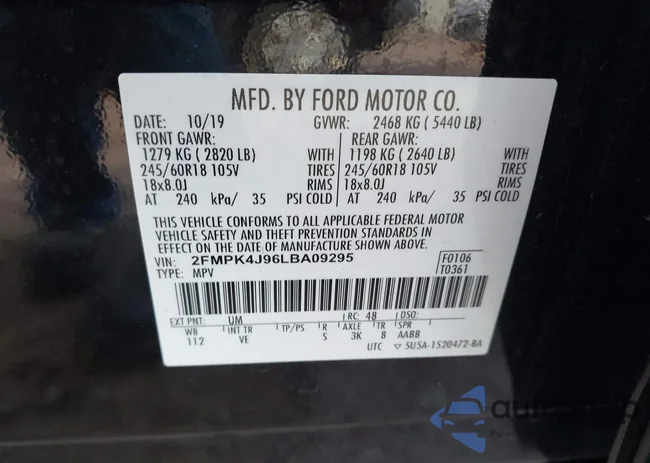 MFD. BY FORD MOTOR CO.
DATE: 10/19 GVWR: 2468 KG ( 5440 LB)
FRONT GAWR: REAR GAWR:
1279 KG ( 2820 LB) WITH 1198 KG ( 2640 LB) WITH
245/60R18 105V TIRES 245/60R18 105V TIRES
18x8.0J RIMS 18x8.0J RIMS
AT 240 kPa/ 35 PSI COLD AT 240 kPa/ 35 PSI COLD
THIS VEHICLE CONFORMS TO ALL APPLICABLE FEDERAL MOTOR
VEHICLE SAFETY AND THEFT PREVENTION STANDARDS IN
EFFECT ON THE DATE OF MANUFACTURE SHOWN ABOVE.
VIN: 2FMPK4J96LBA09295 F0106
TYPE: MPV T0361
EXT PNT: UM RC: 48 DSO:
WB INT TR TP/PS R AXLE TR SPR
112 VE S 3K 8 AABB
UTC ▽ 5U5A-1520472-BA